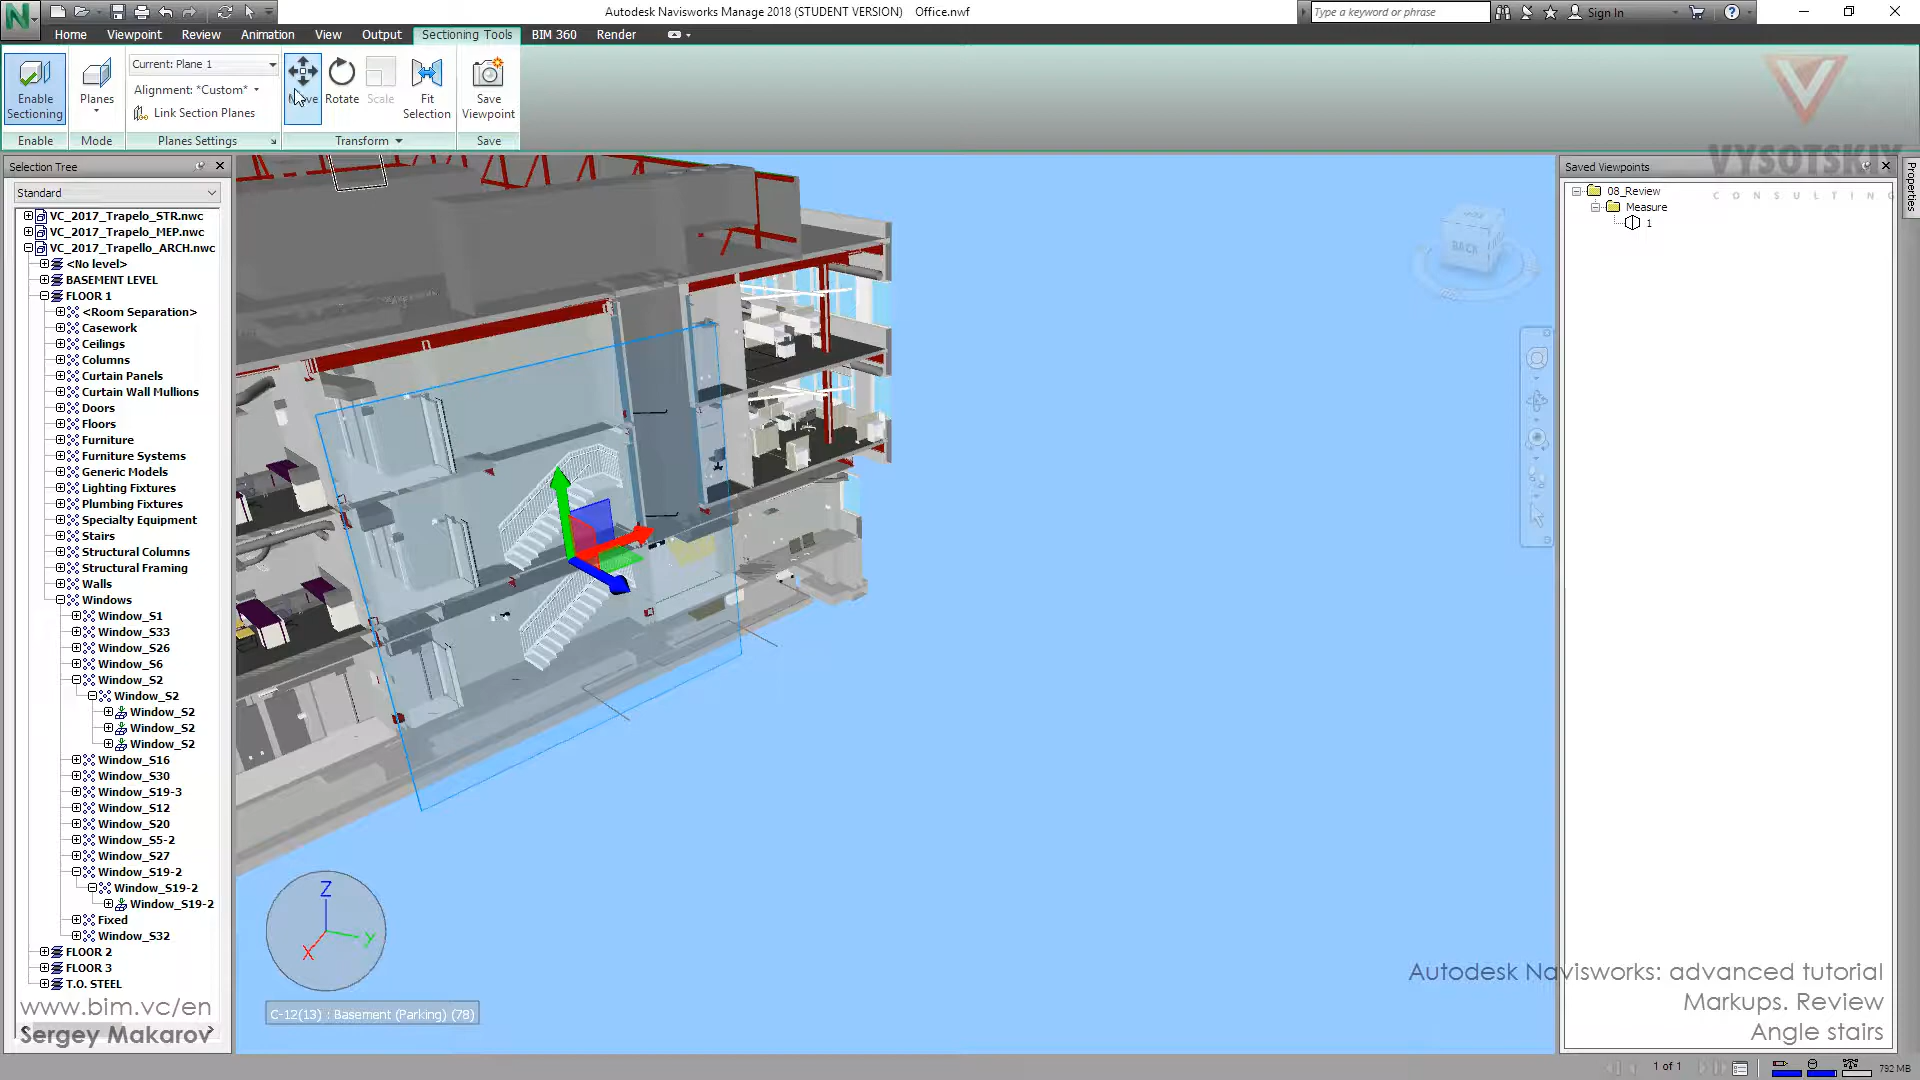 Autodesk Navisworks Manage 2018 (STUDENT VERSION) Office.nwf
Type a keyword or phrase
Sign In
Home Viewpoint Review Animation View Output Sectioning Tools BIM 360 Render
Enable Sectioning
Planes
Current: Plane 1
Alignment: *Custom*
Link Section Planes
Move
Rotate
Scale
Fit Selection
Save Viewpoint
Enable Mode Planes Settings Transform Save
Selection Tree
Standard
VC_2017_Trapelo_STR.nwc
VC_2017_Trapelo_MEP.nwc
VC_2017_Trapello_ARCH.nwc
<No level>
BASEMENT LEVEL
FLOOR 1
<Room Separation>
Casework
Ceilings
Columns
Curtain Panels
Curtain Wall Mullions
Doors
Floors
Furniture
Furniture Systems
Generic Models
Lighting Fixtures
Plumbing Fixtures
Specialty Equipment
Stairs
Structural Columns
Structural Framing
Walls
Windows
Window_S1
Window_S33
Window_S26
Window_S6
Window_S2
Window_S2
Window_S2
Window_S2
Window_S2
Window_S16
Window_S30
Window_S19-3
Window_S12
Window_S20
Window_S5-2
Window_S27
Window_S19-2
Window_S19-2
Window_S19-2
Fixed
Window_S32
FLOOR 2
FLOOR 3
T.O. STEEL
www.bim.vc/en
Sergey Makarov
BACK
Z
Y
X
C-12(13) : Basement (Parking) (78)
Saved Viewpoints
08_Review
Measure
1
Properties
VYSOTSKIY
CONSULTING
Autodesk Navisworks: advanced tutorial
Markups. Review
Angle stairs
1 of 1
792 MB